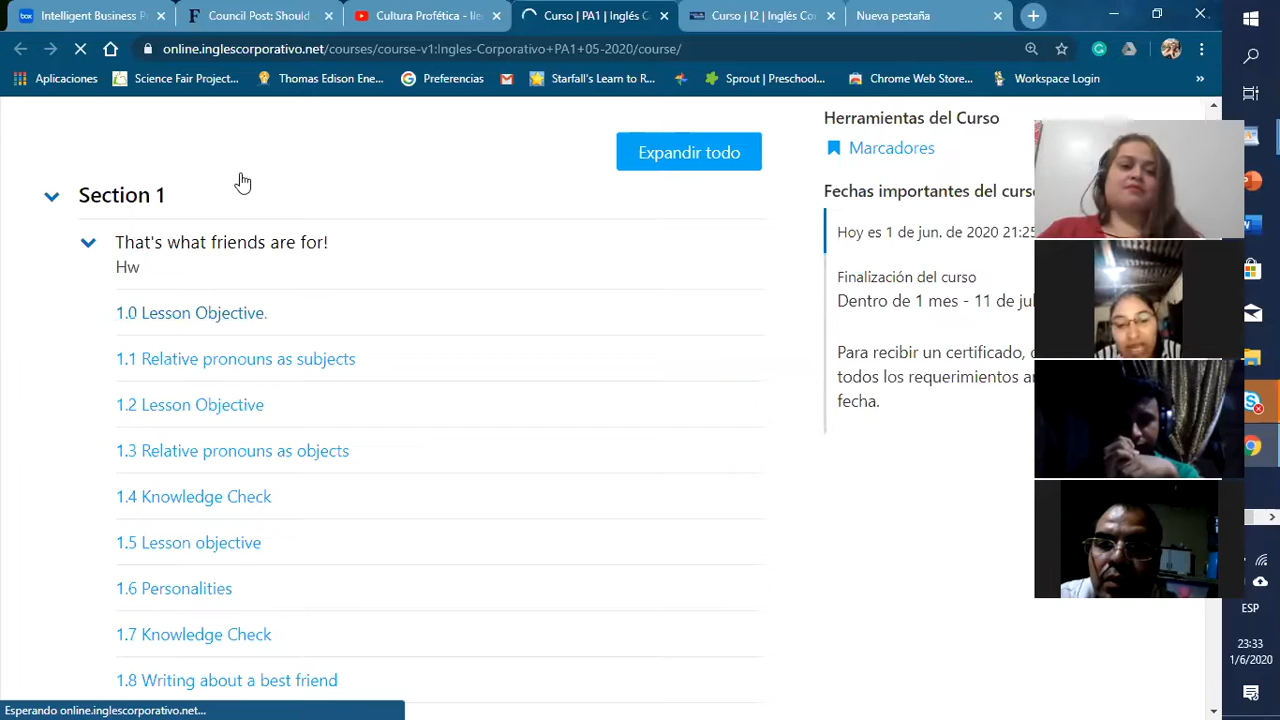 Intelligent Business P
Council Post: Should
Cultura Profética - lle
Curso | PA1 | Inglés C
Curso | I2 | Inglés Co
Nueva pestaña
online.inglescorporativo.net/courses/course-v1:Ingles-Corporativo+PA1+05-2020/course/
Aplicaciones
Science Fair Project...
Thomas Edison Ene...
Preferencias
Starfall's Learn to R...
Sprout | Preschool...
Chrome Web Store...
Workspace Login
»
Expandir todo
Section 1
That's what friends are for!
Hw
1.0 Lesson Objective.
1.1 Relative pronouns as subjects
1.2 Lesson Objective
1.3 Relative pronouns as objects
1.4 Knowledge Check
1.5 Lesson objective
1.6 Personalities
1.7 Knowledge Check
1.8 Writing about a best friend
Herramientas del Curso
Marcadores
Fechas importantes del curso
Hoy es 1 de jun. de 2020 21:25
Finalización del curso
Dentro de 1 mes - 11 de jul
Para recibir un certificado,
todos los requerimientos an
fecha.
Esperando online.inglescorporativo.net...
ESP
23:33
1/6/2020